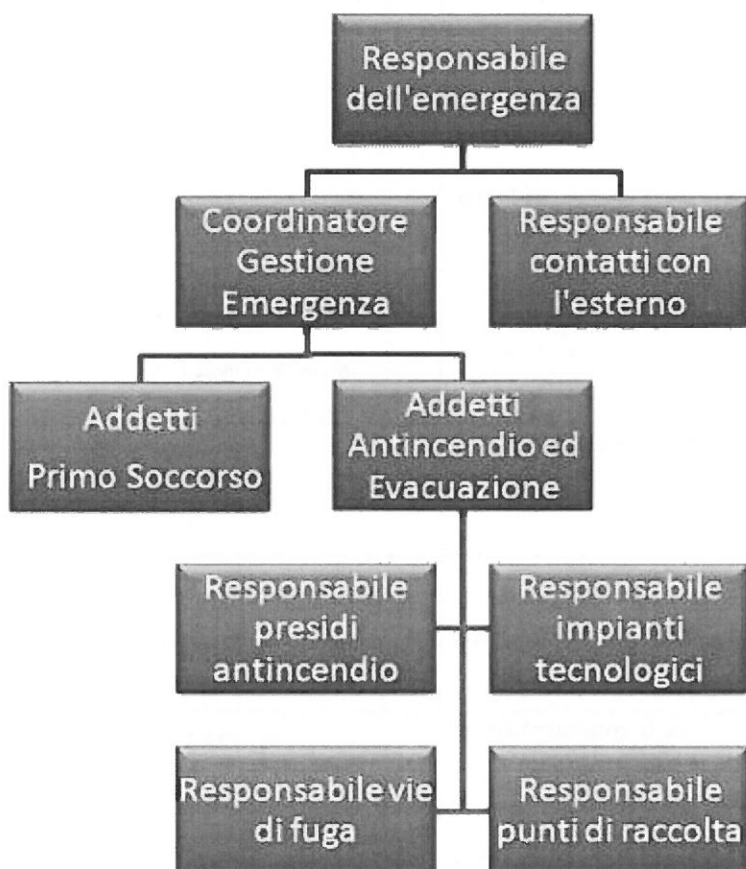 Responsabile
dell'emergenza
Coordinatore
Gestione
Emergenza
Responsabile
contatti con
l'esterno
Addetti
Primo Soccorso
Addetti
Antincendio ed
Evacuazione
Responsabile
presidi
antincendio
Responsabile
impianti
tecnologici
Responsabile vie
di fuga
Responsabile
punti di raccolta